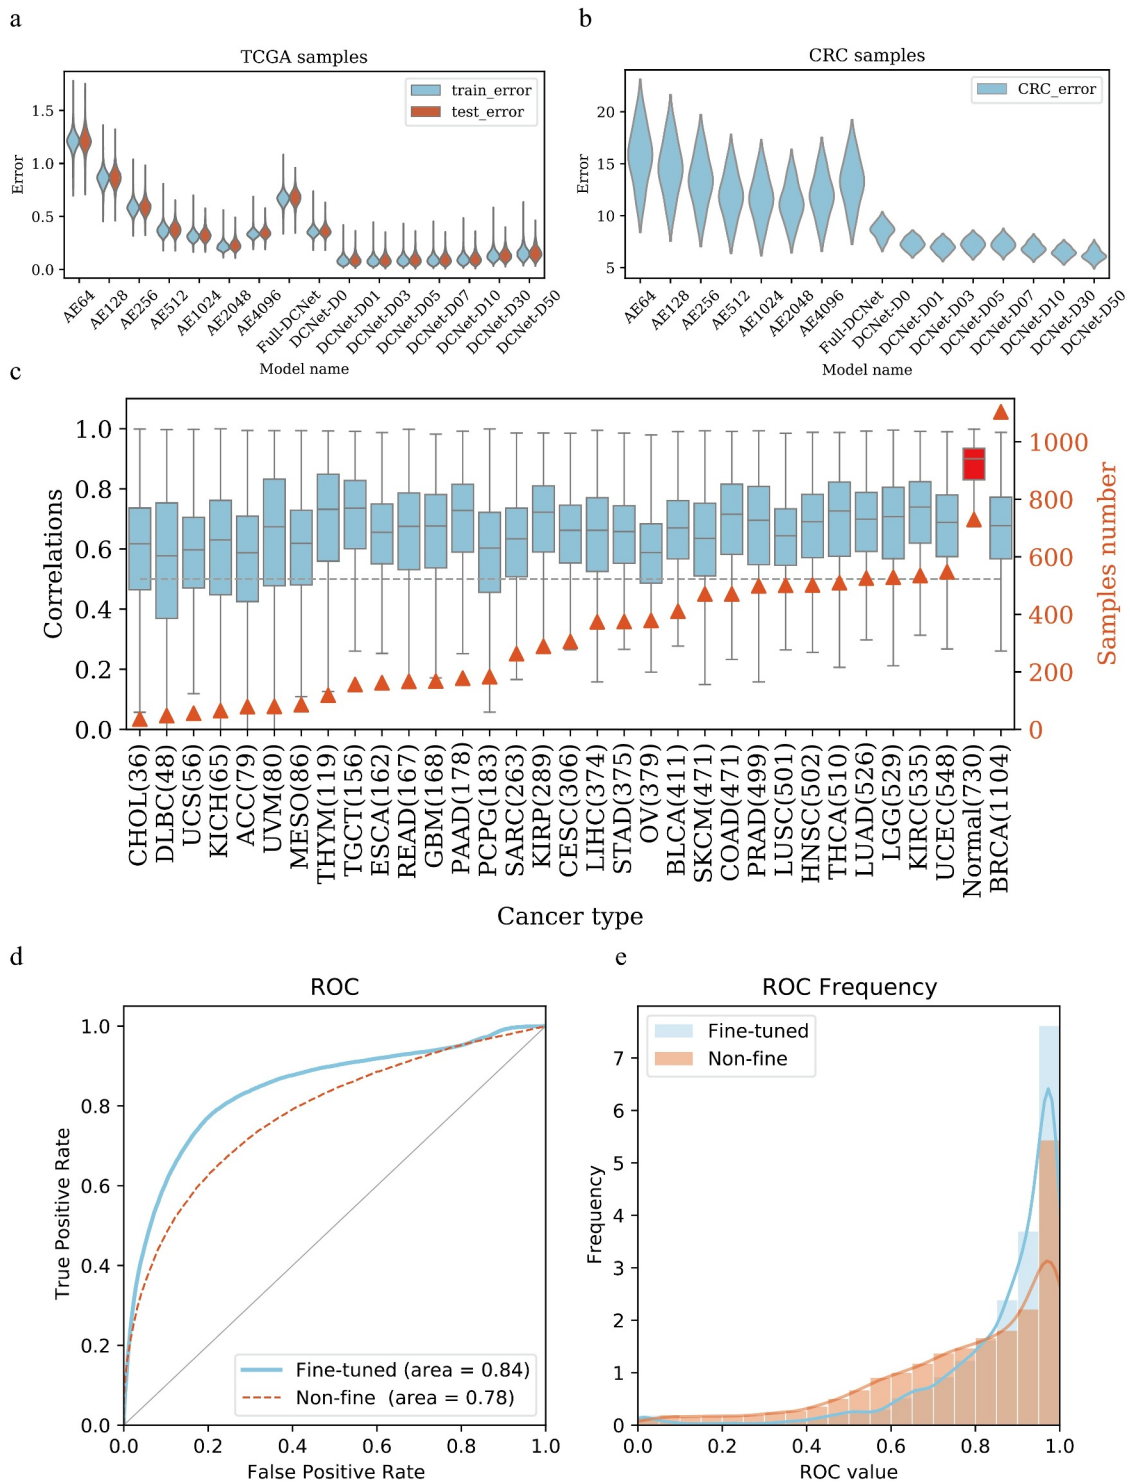 a
b
TCGA samples
CRC samples
train_error
test_error
CRC_error
Error
1.5
1.0
0.5
0.0
Error
20
15
10
5
AE64
AE128
AE256
AE512
AE1024
AE2048
AE4096
Full-DCNet
DCNet-D0
DCNet-D01
DCNet-D03
DCNet-D05
DCNet-D07
DCNet-D10
DCNet-D30
DCNet-D50
Model name
AE64
AE128
AE256
AE512
AE1024
AE2048
AE4096
Full-DCNet
DCNet-D0
DCNet-D01
DCNet-D03
DCNet-D05
DCNet-D07
DCNet-D10
DCNet-D30
DCNet-D50
Model name
c
Correlations
1.0
0.8
0.6
0.4
0.2
0.0
1000
800
600
400
200
0
Samples number
CHOL(36)
DLBC(48)
UCS(56)
KICH(65)
ACC(79)
UVM(80)
MESO(86)
THYM(119)
TGCT(156)
ESCA(162)
READ(167)
GBM(168)
PAAD(178)
PCPG(183)
SARC(263)
KIRP(289)
CESC(306)
LIHC(374)
STAD(375)
OV(379)
BLCA(411)
SKCM(471)
COAD(471)
PRAD(499)
LUSC(501)
HNSC(502)
THCA(510)
LUAD(526)
LGG(529)
KIRC(535)
UCEC(548)
Normal(730)
BRCA(1104)
Cancer type
d
ROC
True Positive Rate
1.0
0.8
0.6
0.4
0.2
0.0
Fine-tuned (area = 0.84)
Non-fine (area = 0.78)
0.0 0.2 0.4 0.6 0.8 1.0
False Positive Rate
e
ROC Frequency
Fine-tuned
Non-fine
Frequency
7
6
5
4
3
2
1
0
0.0 0.2 0.4 0.6 0.8 1.0
ROC value